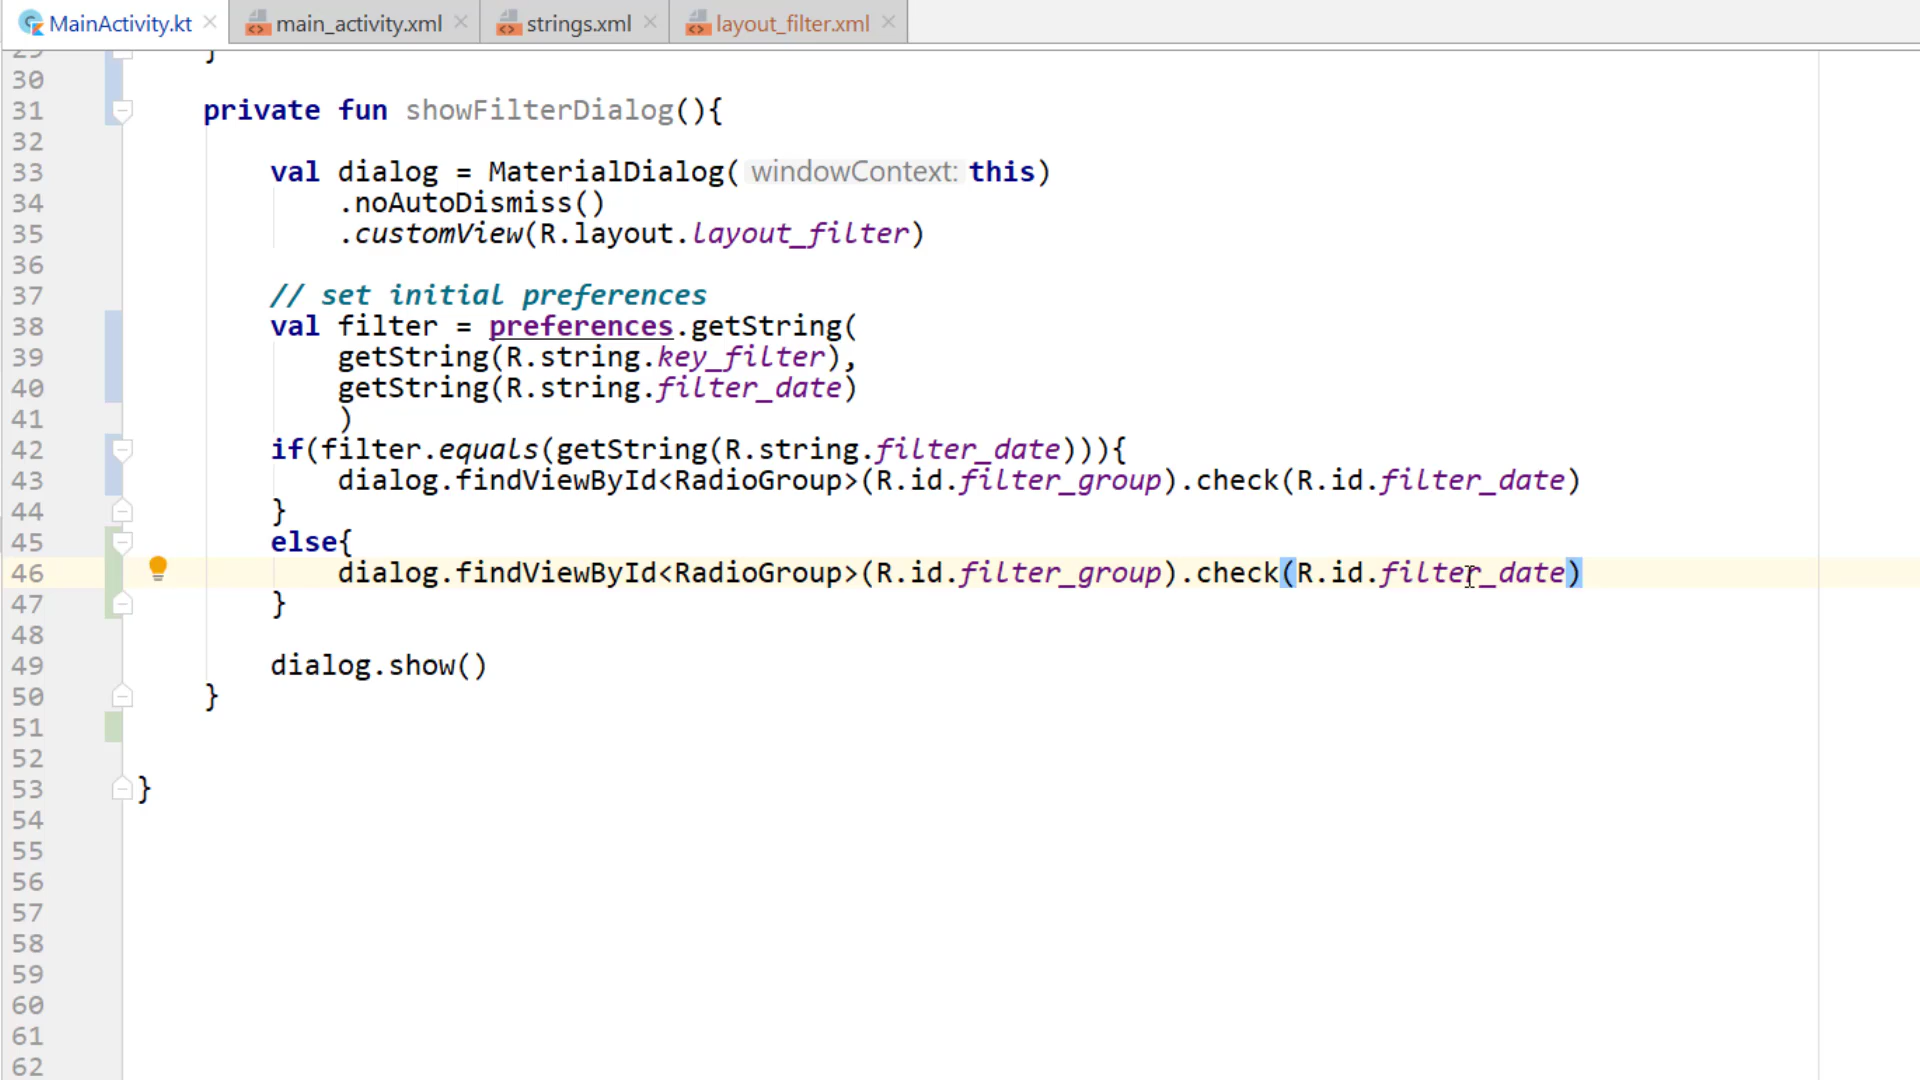 MainActivity.kt main_activity.xml strings.xml layout_filter.xml
29 }
30
31 private fun showFilterDialog(){
32
33 val dialog = MaterialDialog( windowContext: this)
34 .noAutoDismiss()
35 .customView(R.layout.layout_filter)
36
37 // set initial preferences
38 val filter = preferences.getString(
39 getString(R.string.key_filter),
40 getString(R.string.filter_date)
41 )
42 if(filter.equals(getString(R.string.filter_date))){
43 dialog.findViewById<RadioGroup>(R.id.filter_group).check(R.id.filter_date)
44 }
45 else{
46 dialog.findViewById<RadioGroup>(R.id.filter_group).check(R.id.filter_date)
47 }
48
49 dialog.show()
50 }
51
52
53 }
54
55
56
57
58
59
60
61
62